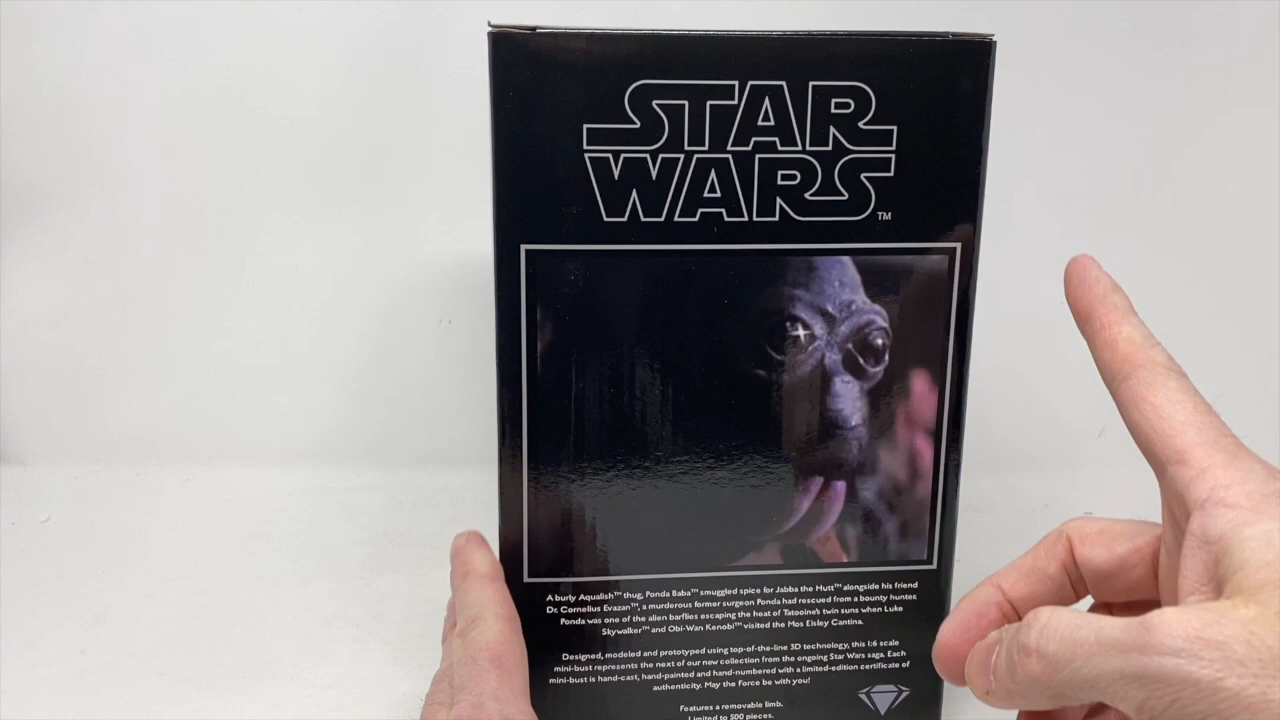 STAR
WARS
TM
A burly Aqualish™ thug, Ponda Baba™ smuggled spice for Jabba the Hutt™ alongside his friend
Dr. Cornelius Evazan™, a murderous former surgeon Ponda had rescued from a bounty hunter.
Ponda was one of the alien barflies escaping the heat of Tatooine's twin suns when Luke
Skywalker™ and Obi-Wan Kenobi™ visited the Mos Eisley Cantina.
Designed, modeled and prototyped using top-of-the-line 3D technology, this 1:6 scale
mini-bust represents the next of our new collection from the ongoing Star Wars saga. Each
mini-bust is hand-cast, hand-painted and hand-numbered with a limited-edition certificate of
authenticity. May the Force be with you!
Features a removable limb.
Limited to 500 pieces.